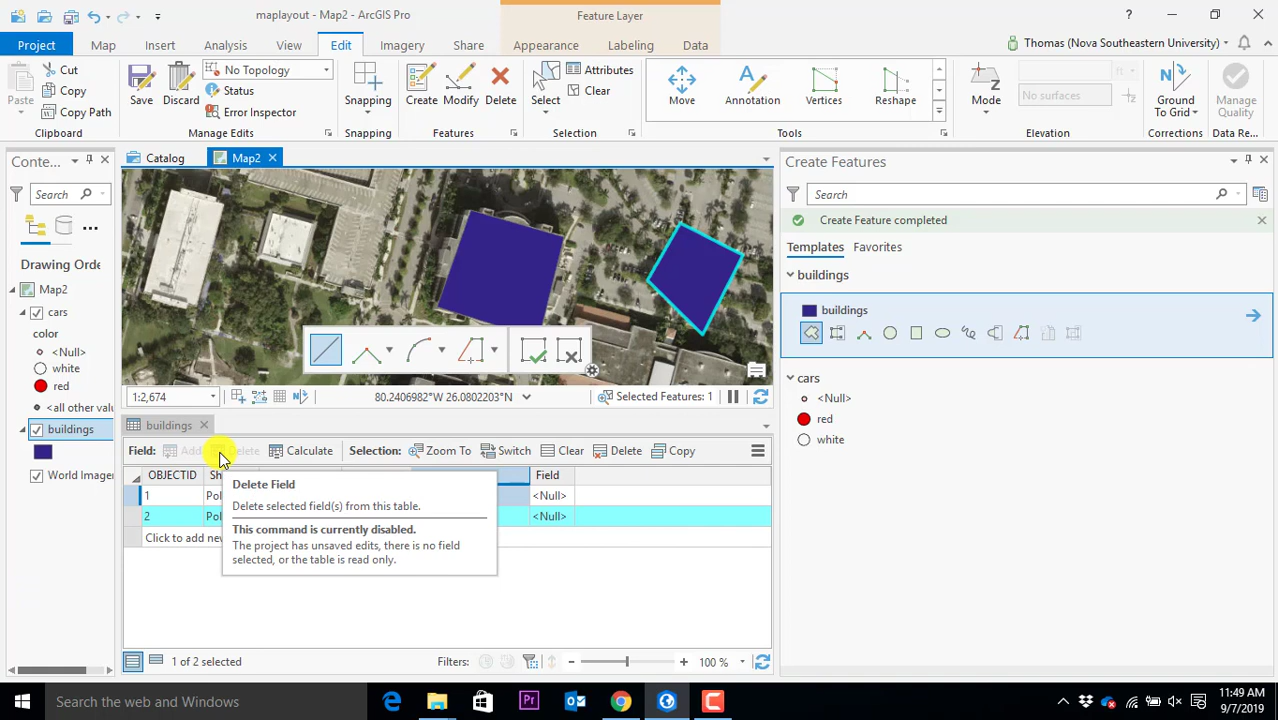 maplayout - Map2 - ArcGIS Pro
Feature Layer
?
Project
Map
Insert
Analysis
View
Edit
Imagery
Share
Appearance
Labeling
Data
Thomas (Nova Southeastern University)
Paste
Cut
Copy
Copy Path
Clipboard
Save
Discard
No Topology
Status
Error Inspector
Manage Edits
Snapping
Snapping
Create
Modify
Delete
Features
Select
Attributes
Clear
Selection
Move
Annotation
Vertices
Reshape
Tools
Mode
No surfaces
Elevation
Ground To Grid
Corrections
Manage Quality
Data Re...
Conte...
Search
Drawing Orde
Map2
cars
color
<Null>
white
red
<all other valu
buildings
World Imager
Catalog
Map2
1:2,674
80.2406982°W 26.0802203°N
Selected Features: 1
buildings
Field:
Add
Delete
Calculate
Selection:
Zoom To
Switch
Clear
Delete
Copy
OBJECTID
Sh
Field
1
Pol
<Null>
2
Pol
<Null>
Click to add new
Delete Field
Delete selected field(s) from this table.
This command is currently disabled.
The project has unsaved edits, there is no field
selected, or the table is read only.
1 of 2 selected
Filters:
100 %
Create Features
Search
Create Feature completed
Templates
Favorites
buildings
buildings
cars
<Null>
red
white
Search the web and Windows
11:49 AM
9/7/2019